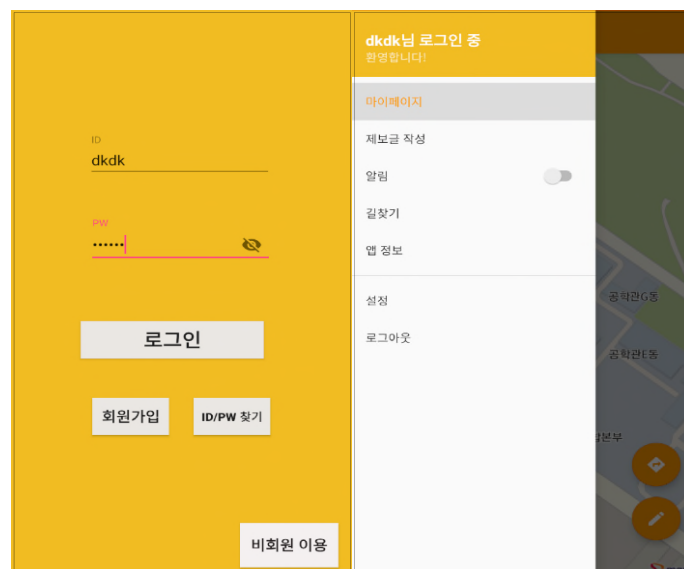 ID
dkdk
PW
••••••
로그인
회원가입
ID/PW 찾기
비회원 이용
dkdk님 로그인 중
환영합니다!
마이페이지
제보글 작성
알림
길찾기
앱 정보
설정
로그아웃
공학관G동
공학관E동